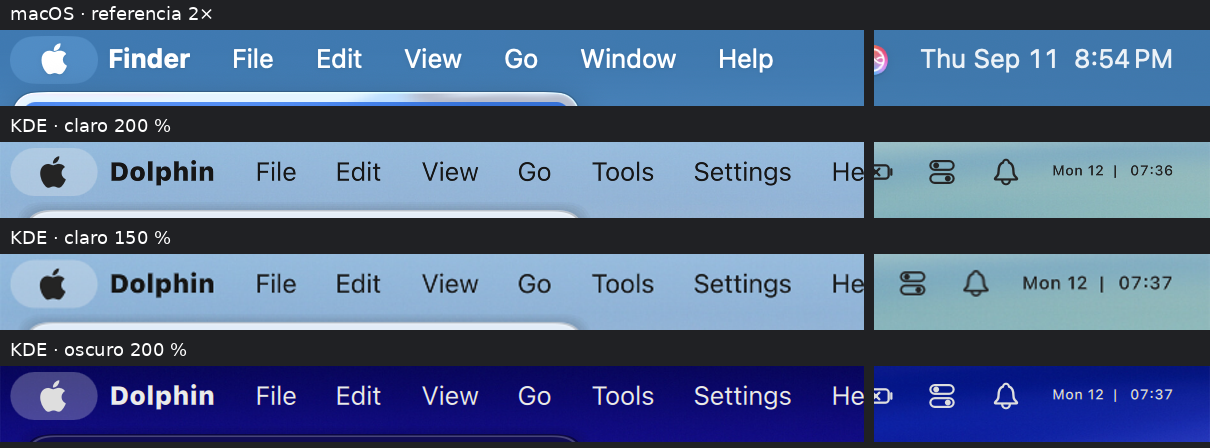 macOS · referencia 2×
Finder File Edit View Go Window Help Thu Sep 11 8:54 PM
KDE · claro 200 %
Dolphin File Edit View Go Tools Settings He Mon 12 | 07:36
KDE · claro 150 %
Dolphin File Edit View Go Tools Settings He Mon 12 | 07:37
KDE · oscuro 200 %
Dolphin File Edit View Go Tools Settings He Mon 12 | 07:37